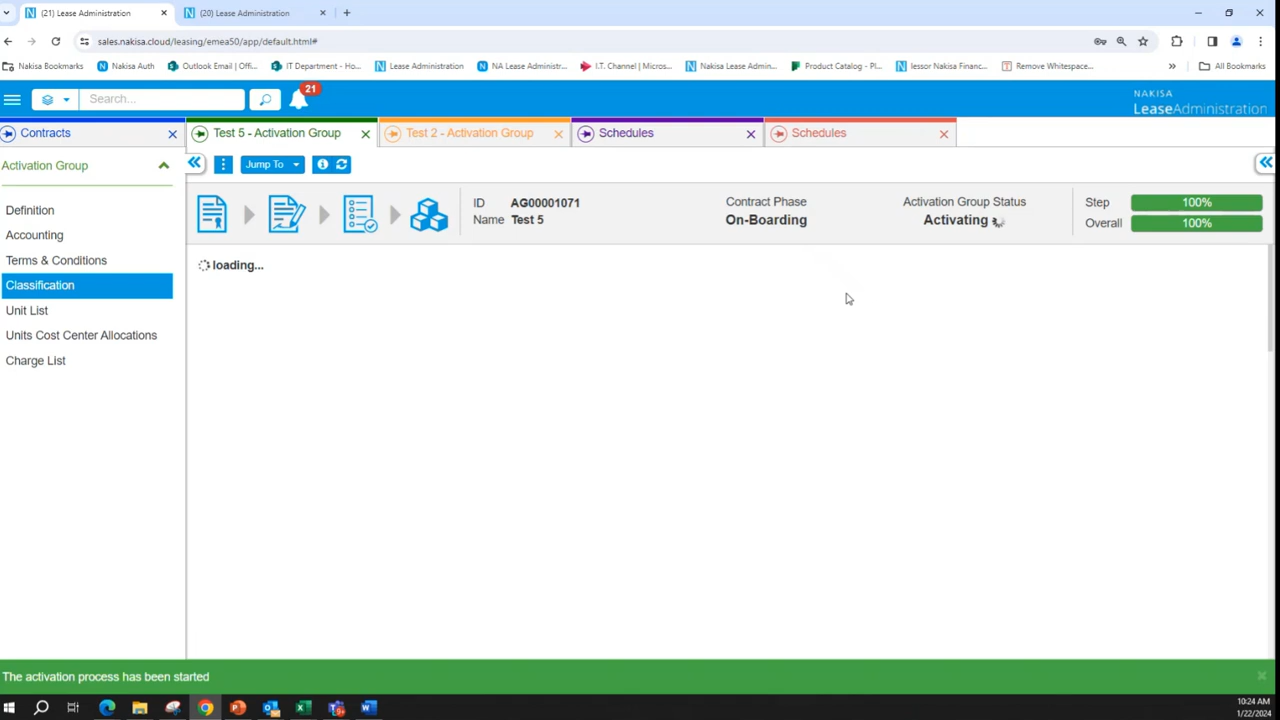 (21) Lease Administration
(20) Lease Administration
sales.nakisa.cloud/leasing/emea50/app/default.html#
Nakisa Bookmarks
Nakisa Auth
Outlook Email | Offi...
IT Department - Ho...
Lease Administration
NA Lease Administr...
I.T. Channel | Micros...
Nakisa Lease Admin...
Product Catalog - Pl...
lessor Nakisa Financ...
Remove Whitespace...
All Bookmarks
Search...
21
NAKISA
LeaseAdministration
Contracts
Test 5 - Activation Group
Test 2 - Activation Group
Schedules
Schedules
Activation Group
Jump To
Definition
Accounting
Terms & Conditions
Classification
Unit List
Units Cost Center Allocations
Charge List
ID AG00001071
Name Test 5
Contract Phase
On-Boarding
Activation Group Status
Activating
Step 100%
Overall 100%
loading...
The activation process has been started
10:24 AM
1/22/2024